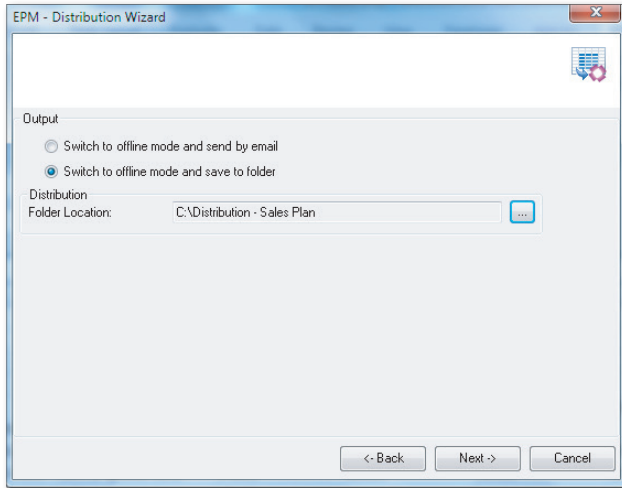 EPM - Distribution Wizard
Output
Switch to offline mode and send by email
Switch to offline mode and save to folder
Distribution
Folder Location: C:\Distribution - Sales Plan ...
<- Back Next -> Cancel